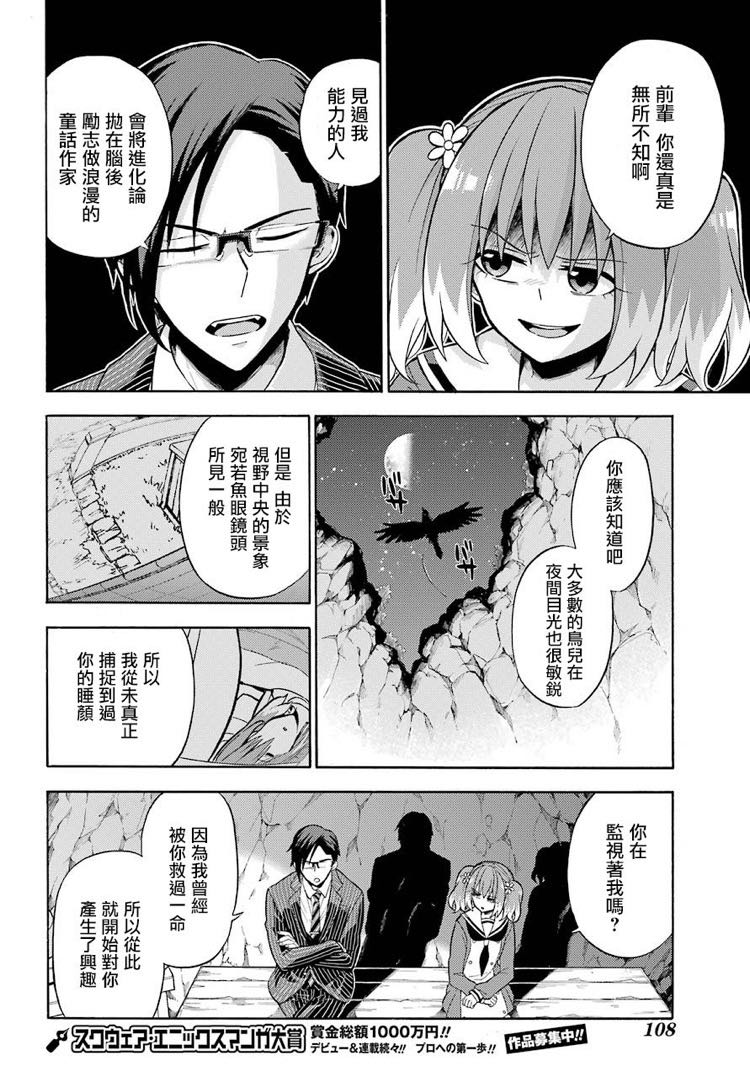 前輩 你還真是
無所不知啊
見過我
能力的人
會將進化論
拋在腦後
勵志做浪漫的
童話作家
你應該知道吧
大多數的鳥兒在
夜間目光也很敏銳
但是 由於
視野中央的景象
宛若魚眼鏡頭
所見一般
所以
我從未真正
捕捉到過
你的睡顏
你在
監視著我嗎?
因為我曾經
被你救過一命
所以從此
就開始對你
產生了興趣
108
スクウェア・エニックスマンガ大賞
賞金総額1000万円!!
デビュー&連載続々!! プロへの第一歩!!
作品募集中!!